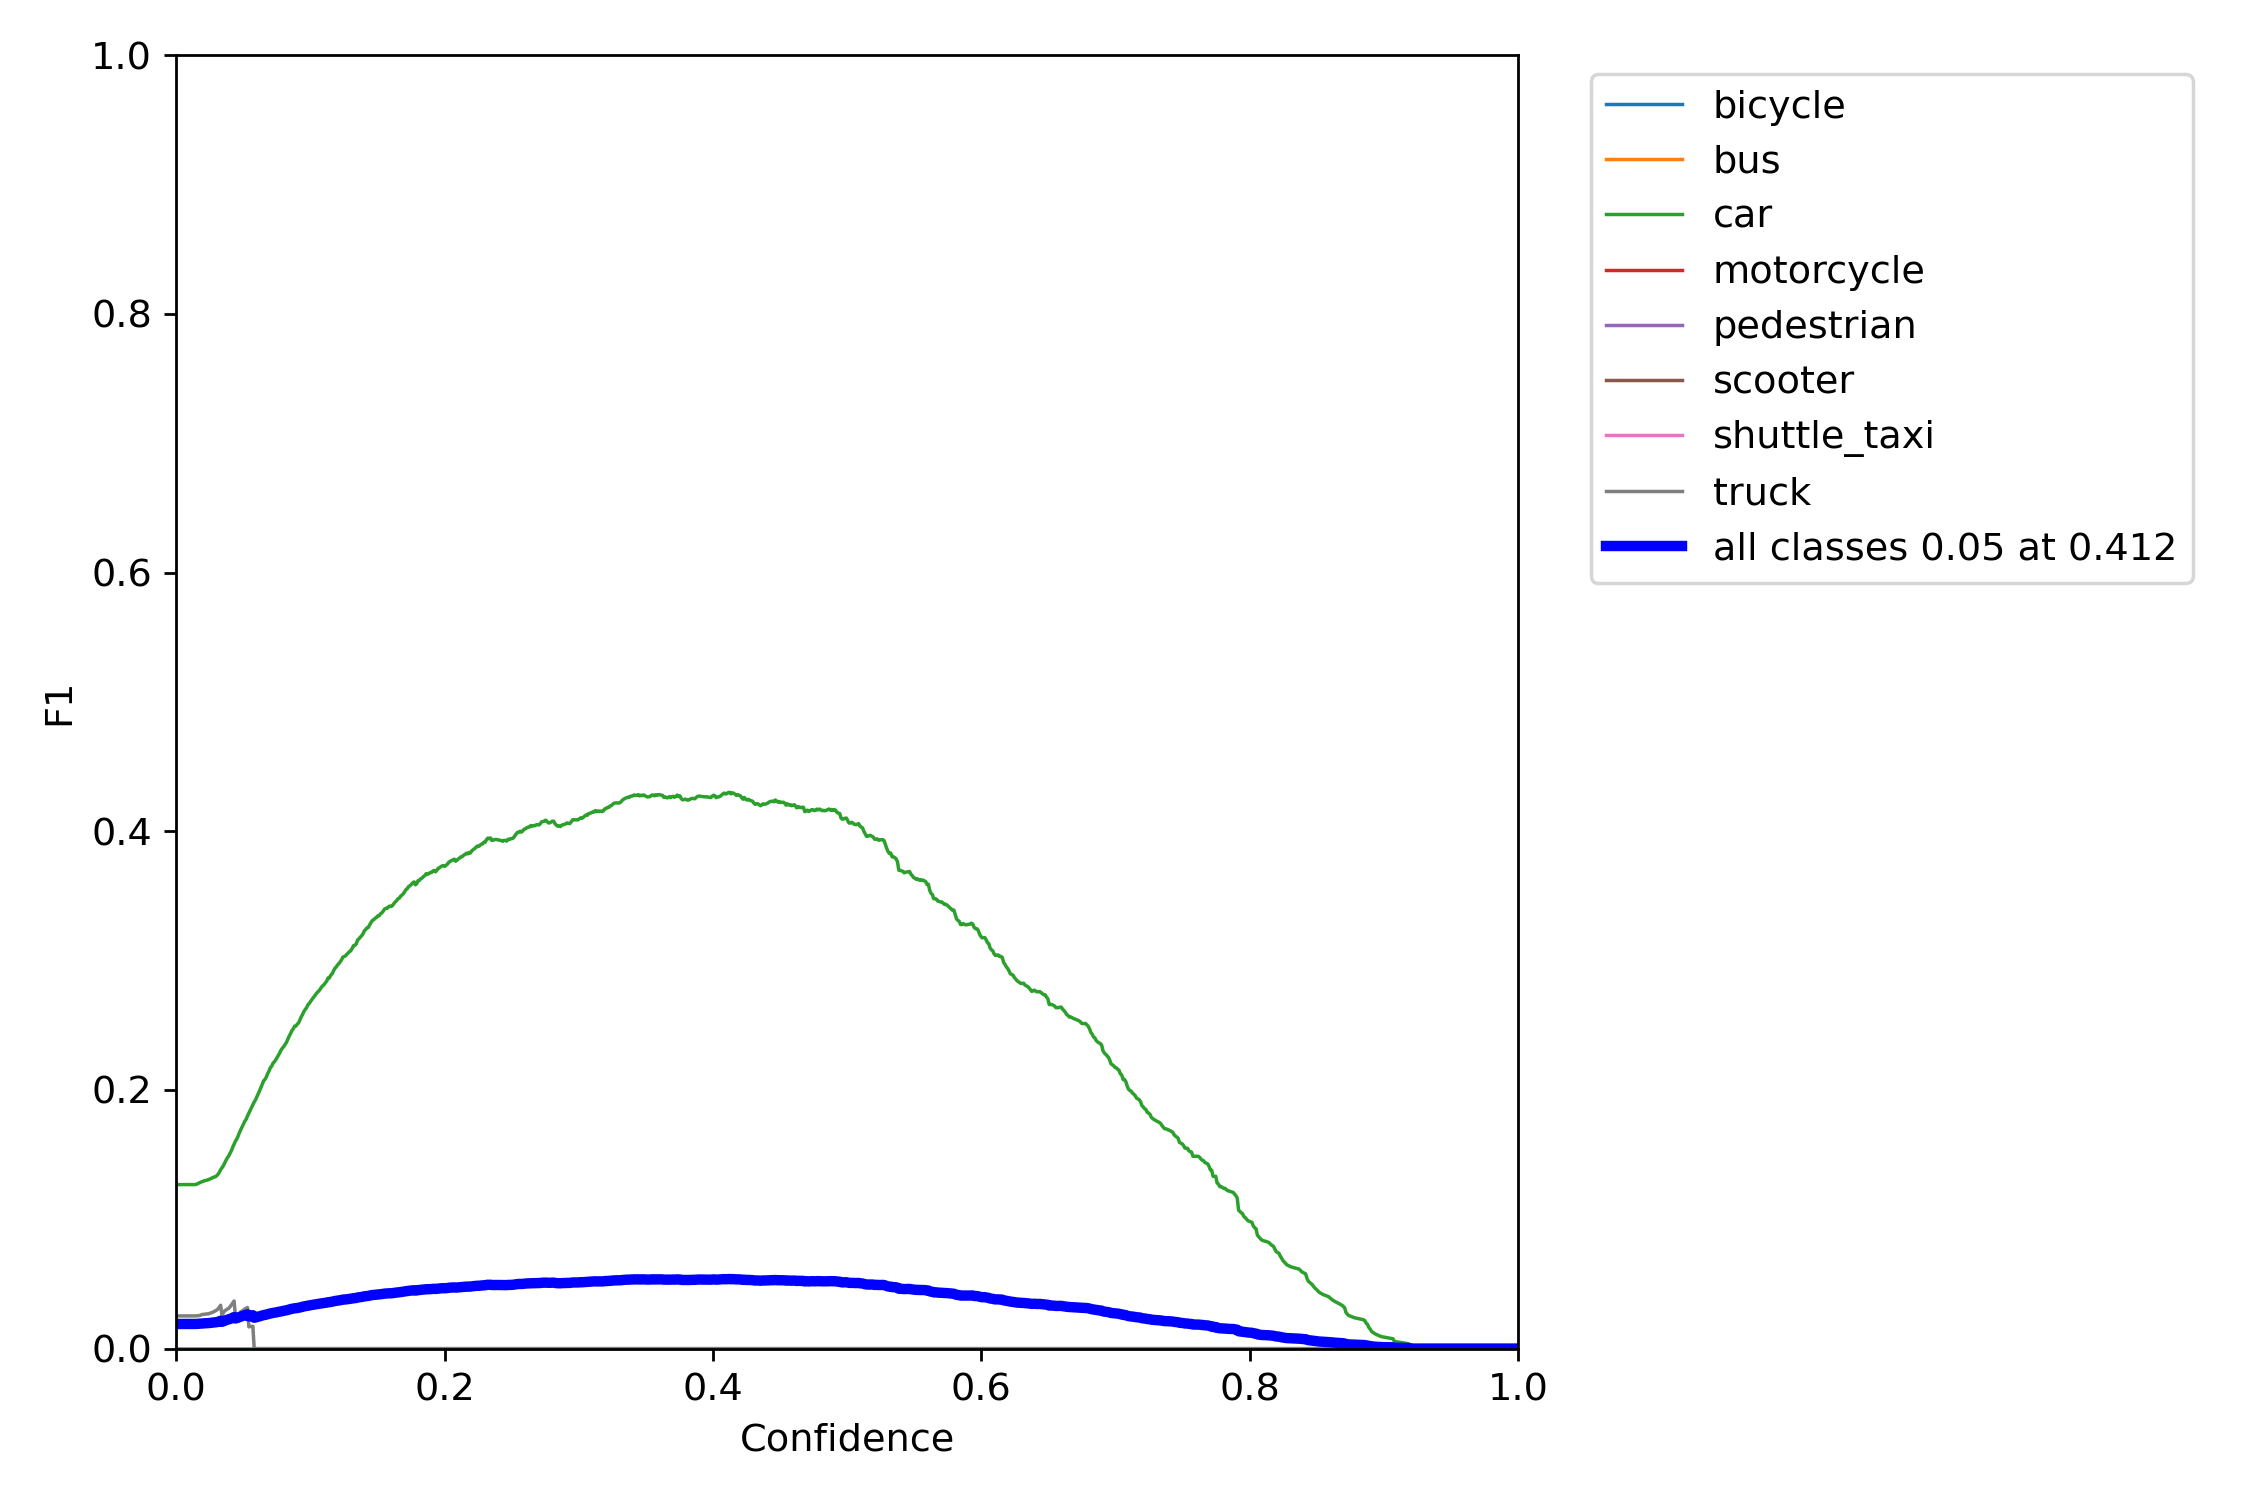 1.0
0.8
0.6
0.4
0.2
0.0
F1
0.0 0.2 0.4 0.6 0.8 1.0
Confidence
bicycle
bus
car
motorcycle
pedestrian
scooter
shuttle_taxi
truck
all classes 0.05 at 0.412